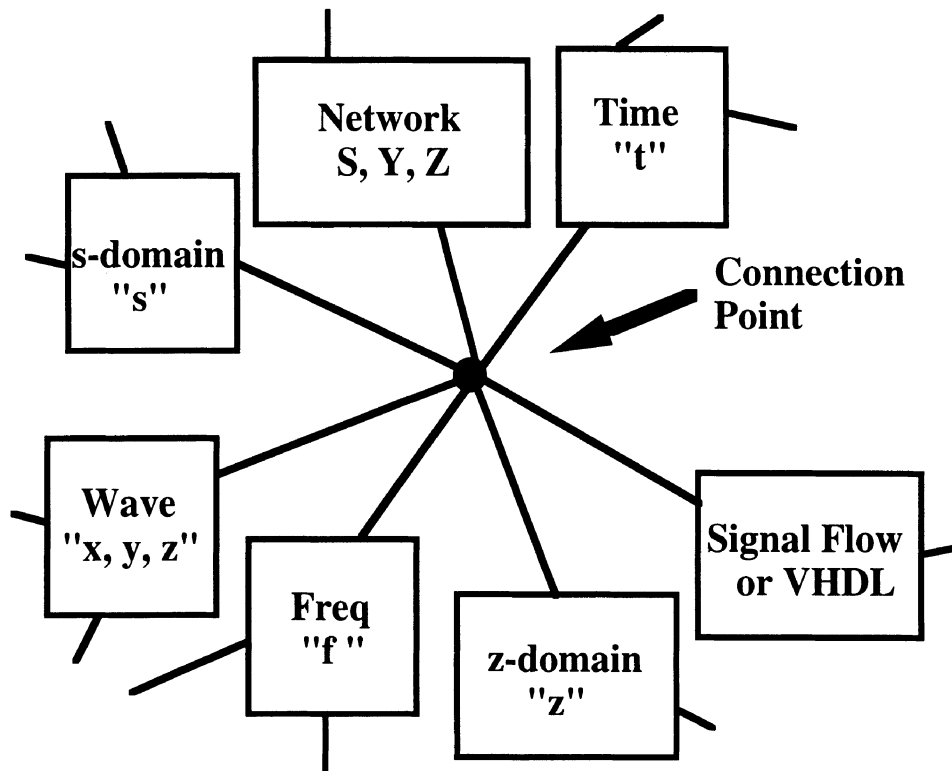 Network
S, Y, Z
Time
"t"
s-domain
"s"
Connection
Point
Wave
"x, y, z"
Freq
"f "
z-domain
"z"
Signal Flow
or VHDL